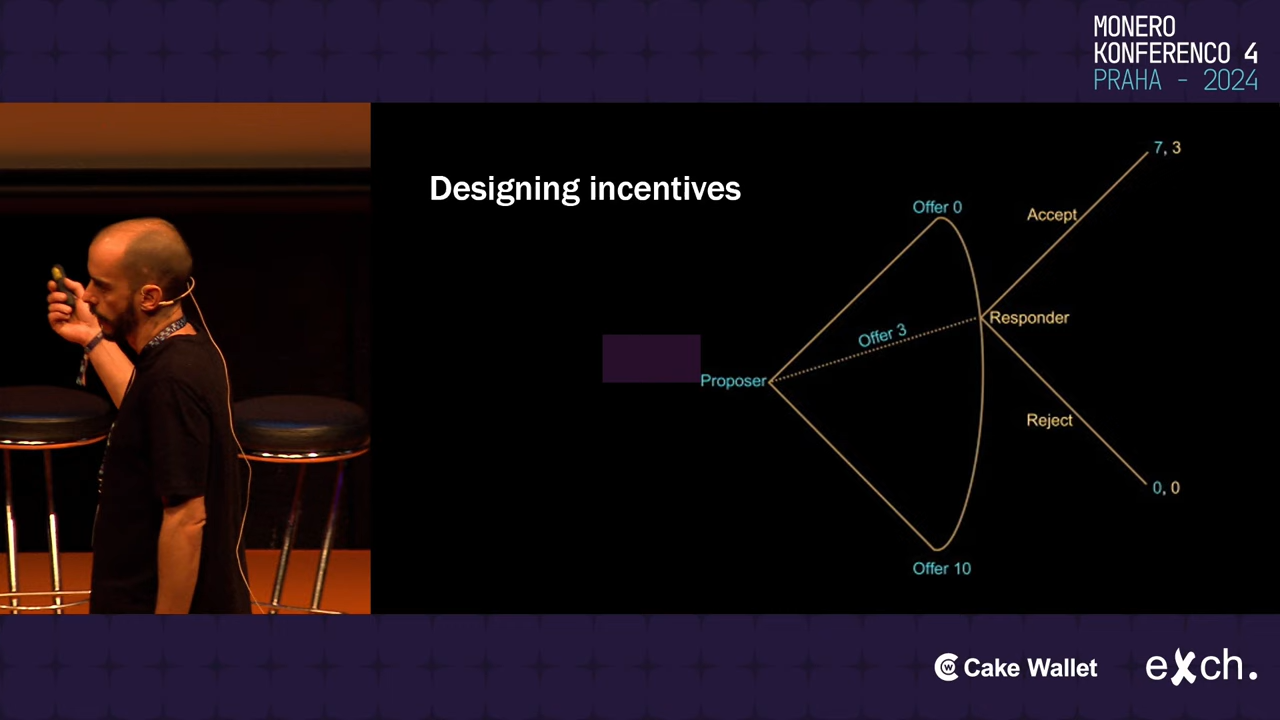 MONERO
KONFERENCO 4
PRAHA - 2024
Designing incentives
Offer 0
7, 3
Accept
Offer 3
Responder
Proposer
Reject
0, 0
Offer 10
Cake Wallet
eXch.